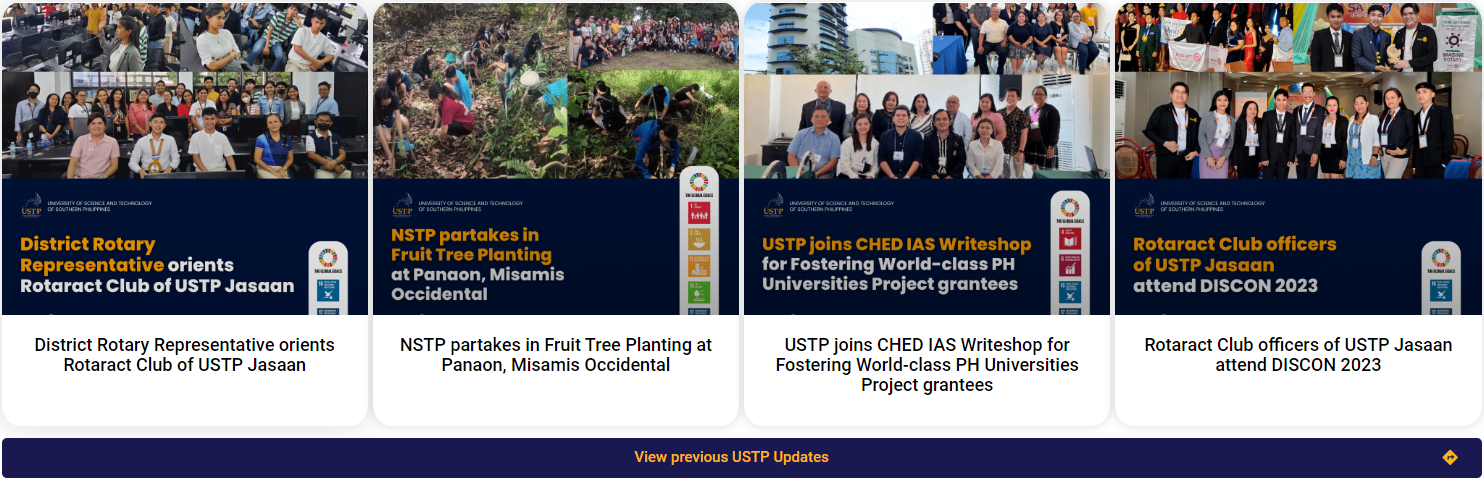 USTP
UNIVERSITY OF SCIENCE AND TECHNOLOGY
OF SOUTHERN PHILIPPINES
District Rotary
Representative orients
Rotaract Club of USTP Jasaan
THE GLOBAL GOALS
District Rotary Representative orients
Rotaract Club of USTP Jasaan
USTP
UNIVERSITY OF SCIENCE AND TECHNOLOGY
OF SOUTHERN PHILIPPINES
NSTP partakes in
Fruit Tree Planting
at Panaon, Misamis
Occidental
THE GLOBAL GOALS
NSTP partakes in Fruit Tree Planting at
Panaon, Misamis Occidental
USTP
UNIVERSITY OF SCIENCE AND TECHNOLOGY
OF SOUTHERN PHILIPPINES
USTP joins CHED IAS Writeshop
for Fostering World-class PH
Universities Project grantees
THE GLOBAL GOALS
USTP joins CHED IAS Writeshop for
Fostering World-class PH Universities
Project grantees
IMAGINE
ROTARY
USTP
UNIVERSITY OF SCIENCE AND TECHNOLOGY
OF SOUTHERN PHILIPPINES
Rotaract Club officers
of USTP Jasaan
attend DISCON 2023
THE GLOBAL GOALS
Rotaract Club officers of USTP Jasaan
attend DISCON 2023
View previous USTP Updates